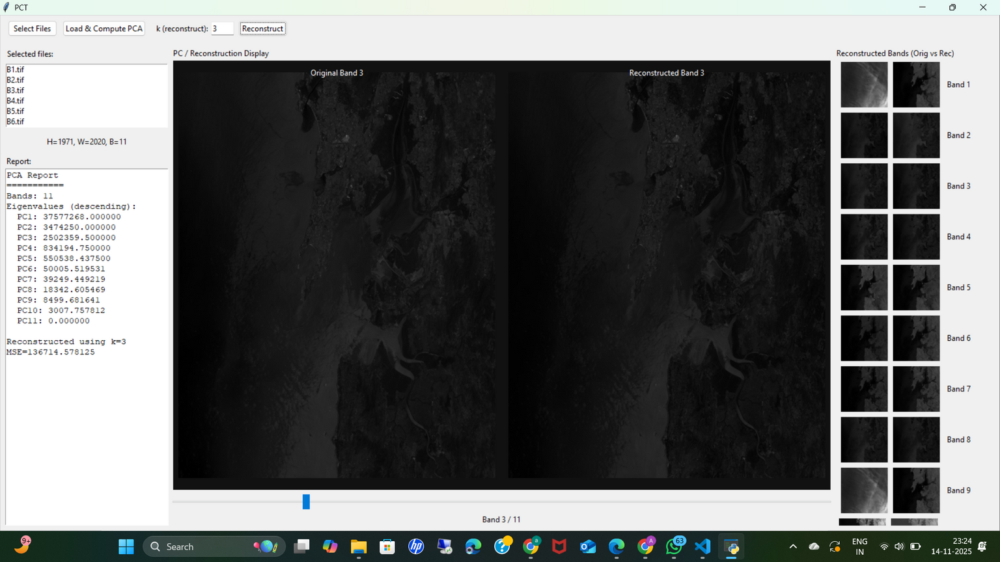 PCT
Select Files
Load & Compute PCA
k (reconstruct): 3
Reconstruct
Selected files:
B1.tif
B2.tif
B3.tif
B4.tif
B5.tif
B6.tif
H=1971, W=2020, B=11
Report:
PCA Report
===========
Bands: 11
Eigenvalues (descending):
PC1: 37577268.000000
PC2: 3474250.000000
PC3: 2502359.500000
PC4: 834194.750000
PC5: 550538.437500
PC6: 50005.519531
PC7: 39249.449219
PC8: 18342.605469
PC9: 8499.681641
PC10: 3007.757812
PC11: 0.000000
Reconstructed using k=3
MSE=136714.578125
PC / Reconstruction Display
Original Band 3
Reconstructed Band 3
Band 3 / 11
Reconstructed Bands (Orig vs Rec)
Band 1
Band 2
Band 3
Band 4
Band 5
Band 6
Band 7
Band 8
Band 9
9+
Search
hp
a
A
63
ENG
IN
23:24
14-11-2025